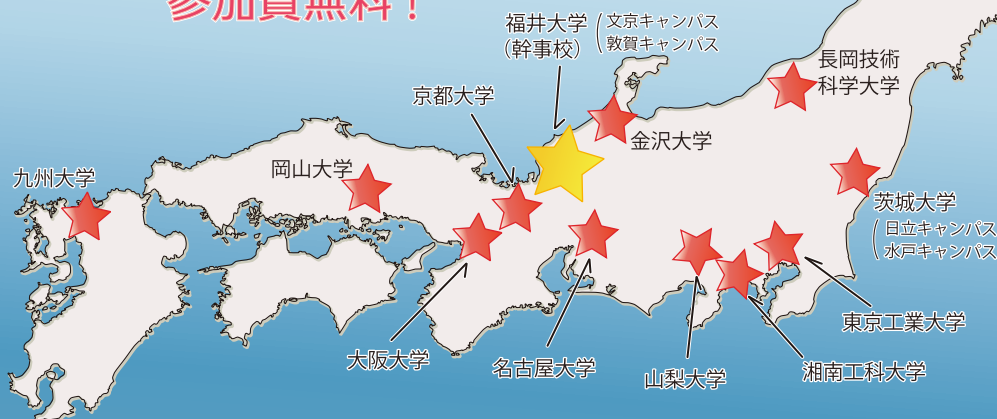 参加費無料！
福井大学
(幹事校)
文京キャンパス
敦賀キャンパス
長岡技術
科学大学
京都大学
金沢大学
岡山大学
九州大学
茨城大学
日立キャンパス
水戸キャンパス
東京工業大学
大阪大学
名古屋大学
山梨大学
湘南工科大学